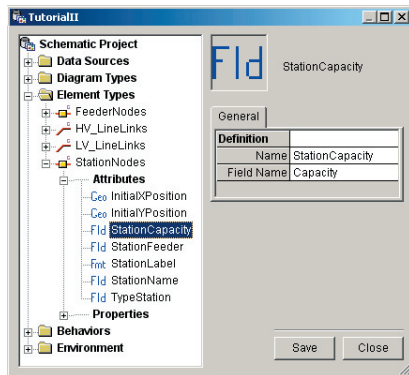 TutorialII
Schematic Project
Data Sources
Diagram Types
Element Types
FeederNodes
HV_LineLinks
LV_LineLinks
StationNodes
Attributes
Geo InitialXPosition
Geo InitialYPosition
Fld StationCapacity
Fld StationFeeder
Fmt StationLabel
Fld StationName
Fld TypeStation
Properties
Behaviors
Environment
Fld StationCapacity
General
Definition
Name StationCapacity
Field Name Capacity
Save Close